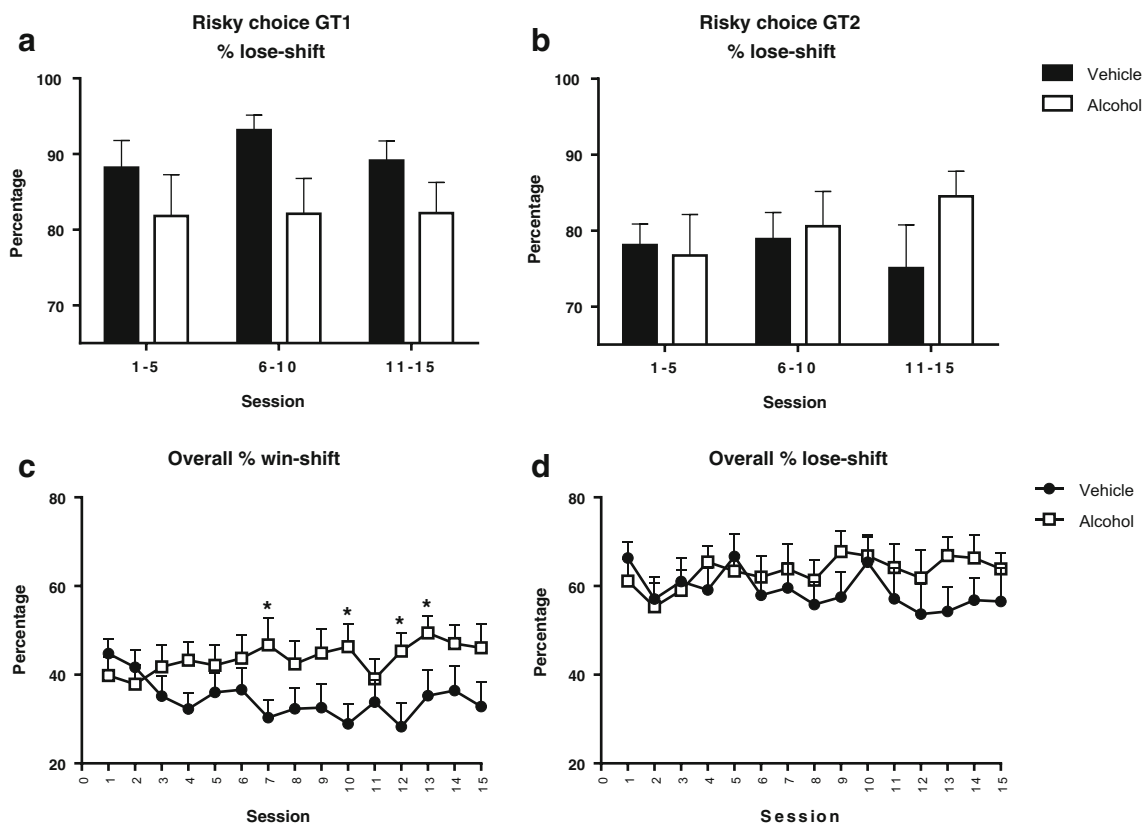 a
Risky choice GT1
% lose-shift
100
90
80
70
Percentage
1-5 6-10 11-15
Session
b
Risky choice GT2
% lose-shift
100
90
80
70
Percentage
1-5 6-10 11-15
Session
Vehicle
Alcohol
c
Overall % win-shift
80
60
40
20
Percentage
* * * *
0 1 2 3 4 5 6 7 8 9 10 11 12 13 14 15
Session
d
Overall % lose-shift
80
60
40
20
Percentage
0 1 2 3 4 5 6 7 8 9 10 11 12 13 14 15
Session
Vehicle
Alcohol